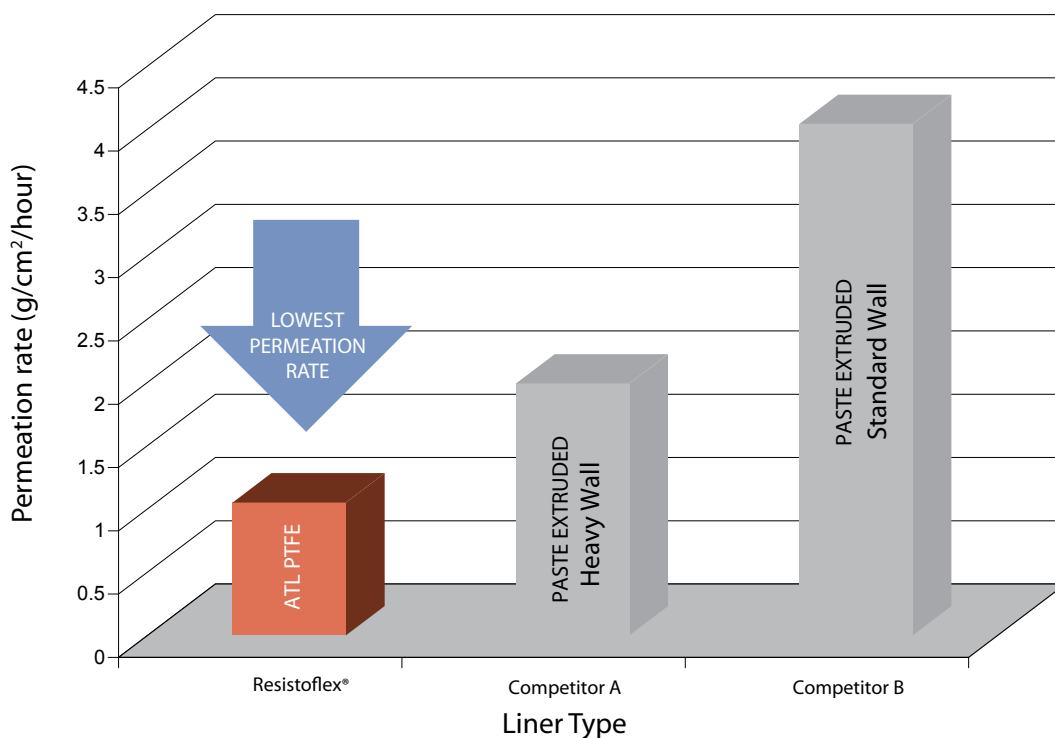 Permeation rate (g/cm²/hour)
4.5
4
3.5
3
2.5
2
1.5
1
0.5
0
LOWEST
PERMEATION
RATE
ATL PTFE
PASTE EXTRUDED
Heavy Wall
PASTE EXTRUDED
Standard Wall
Resistoflex®
Competitor A
Competitor B
Liner Type